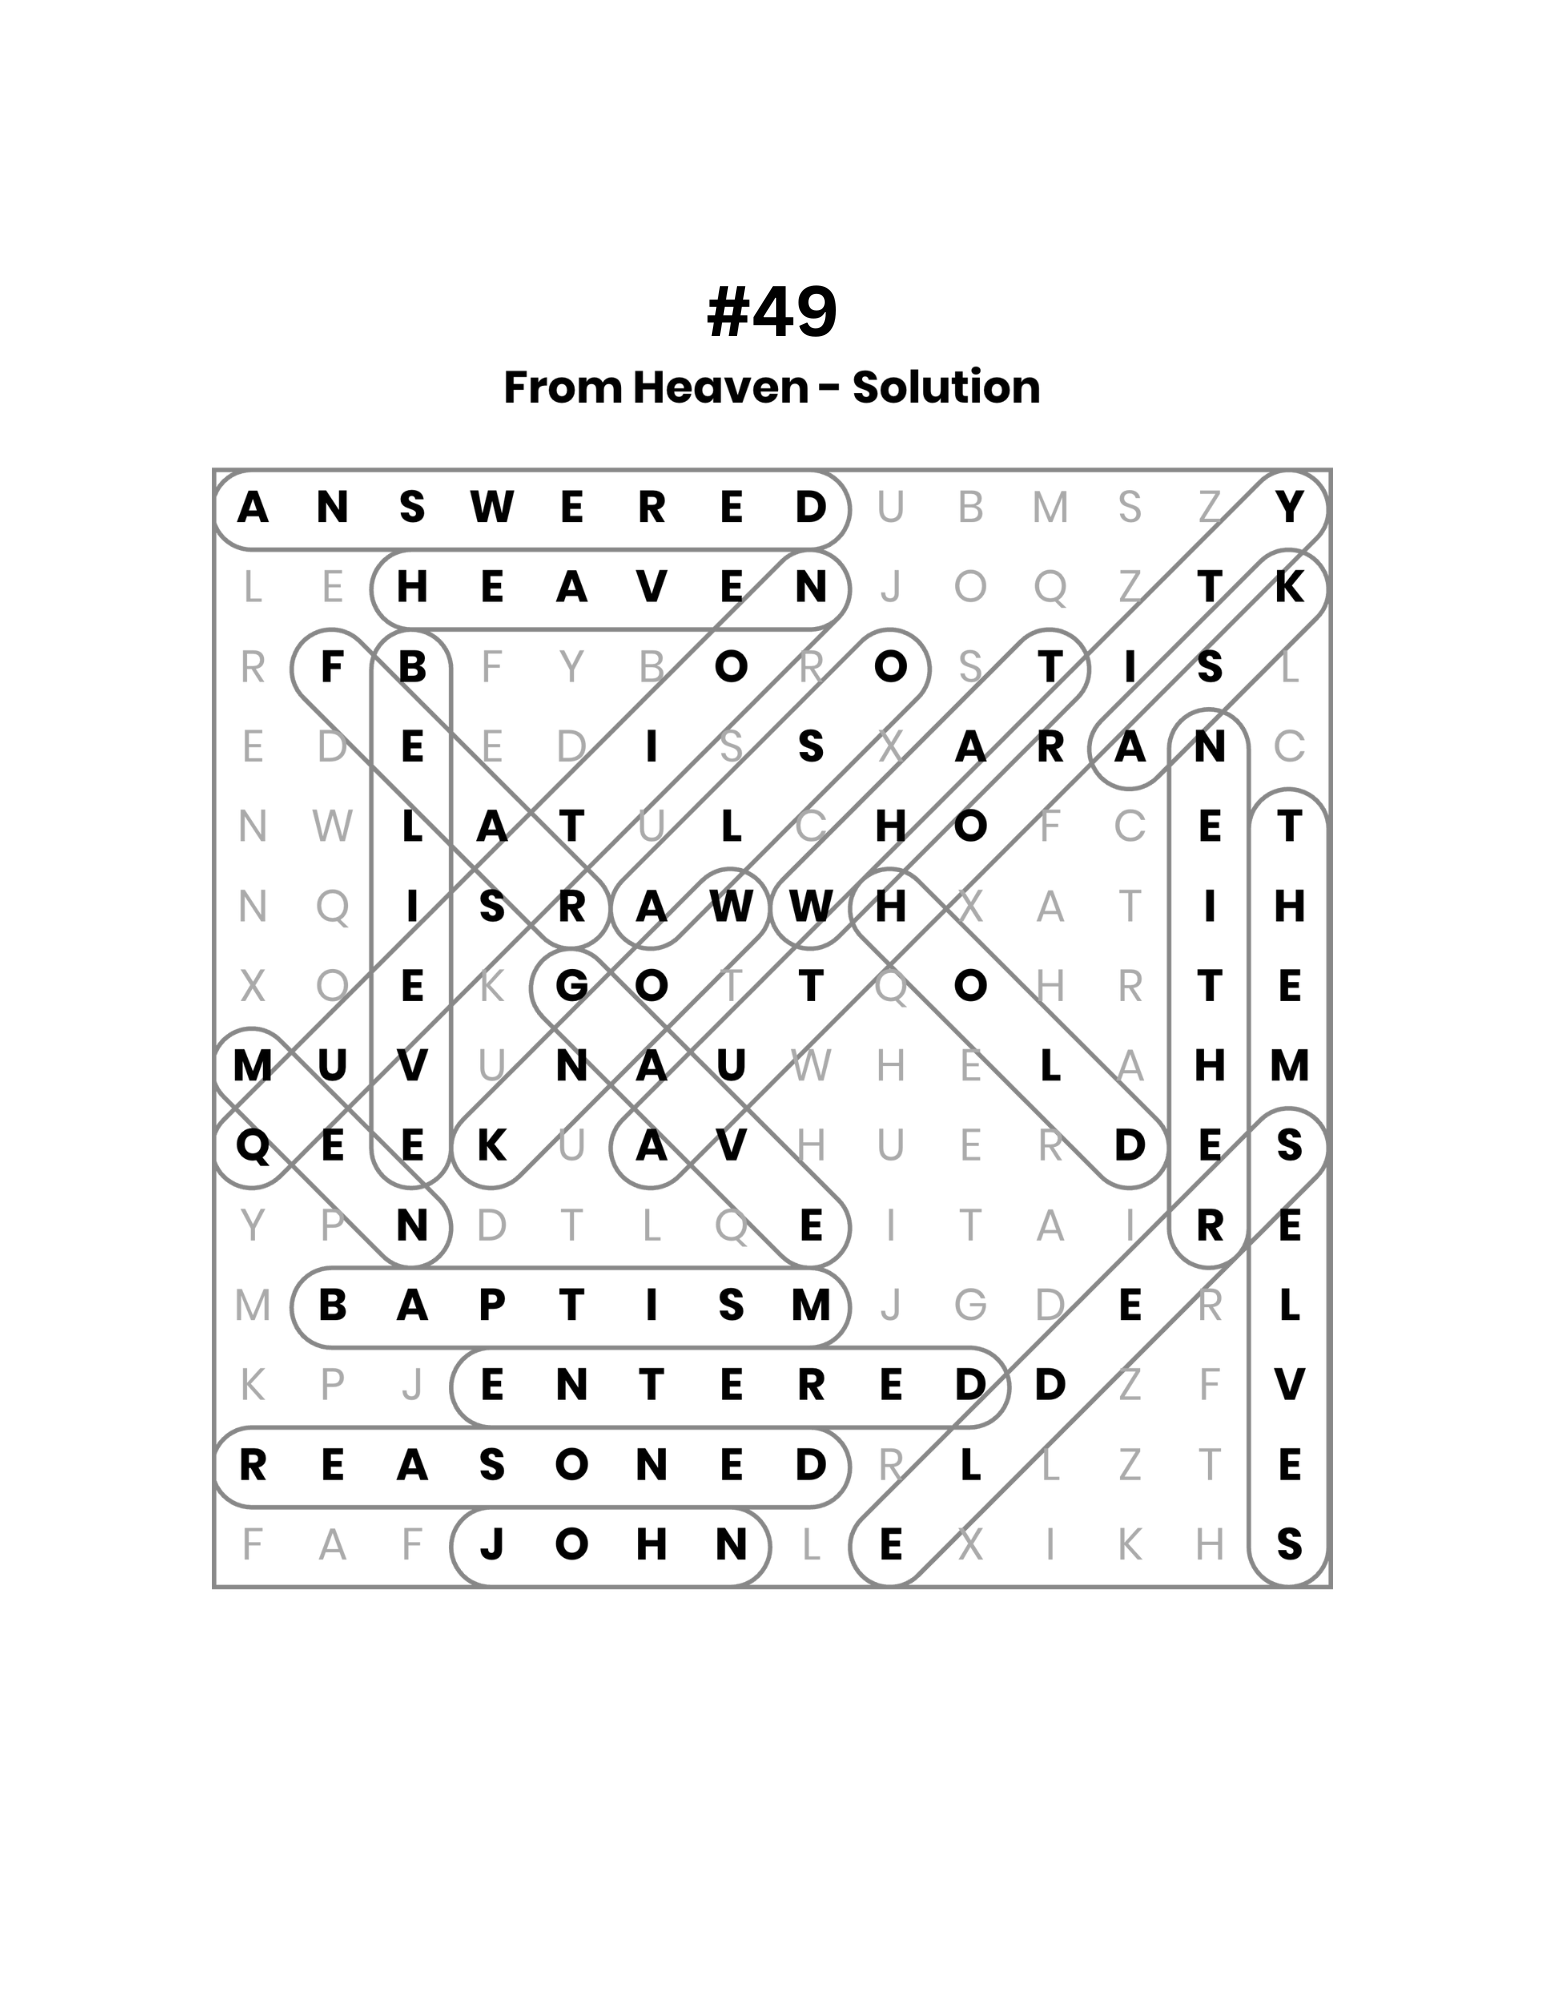 #49
From Heaven - Solution
A N S W E R E D U B M S Z Y
L E H E A V E N J O Q Z T K
R F B F Y B O R O S T I S L
E D E E D I S S X A R A N C
N W L A T U L C H O F C E T
N Q I S R A W W H X A T I H
X O E K G O T T Q O H R T E
M U V U N A U W H E L A H M
Q E E K U A V H U E R D E S
Y P N D T L Q E I T A I R E
M B A P T I S M J G D E R L
K P J E N T E R E D D Z F V
R E A S O N E D R L L Z T E
F A F J O H N L E X I K H S